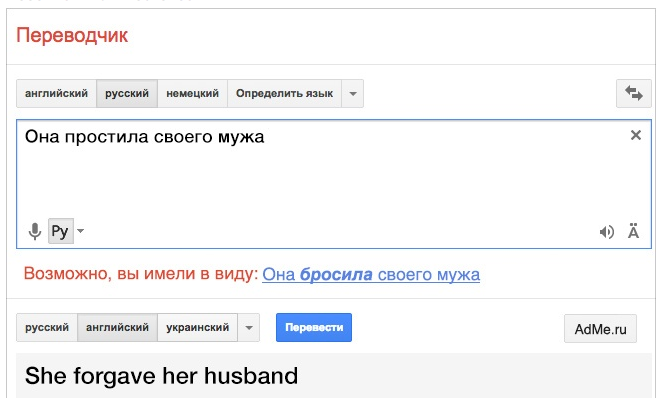 Переводчик
английский русский немецкий Определить язык
Она простила своего мужа
Ру
Ä
Возможно, вы имели в виду: Она бросила своего мужа
русский английский украинский Перевести AdMe.ru
She forgave her husband